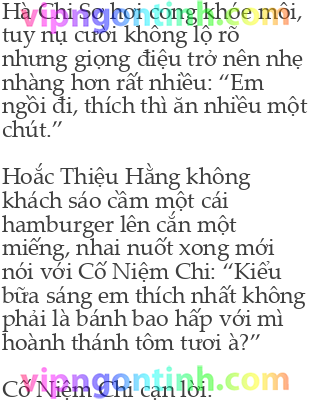 Hà Chi Sơ hơi cong khóe môi,
vipngontinh.com
tuy nụ cười không lộ rõ
nhưng giọng điệu trở nên nhẹ
nhàng hơn rất nhiều: “Em
ngồi đi, thích thì ăn nhiều một
chút.”
Hoắc Thiệu Hằng không
khách sáo cầm một cái
hamburger lên cắn một
miếng, nhai nuốt xong mới
nói với Cố Niệm Chi: “Kiểu
bữa sáng em thích nhất không
phải là bánh bao hấp với mì
hoành thánh tôm tươi à?”
vipngontinh.com
Cố Niệm Chi cạn lời.